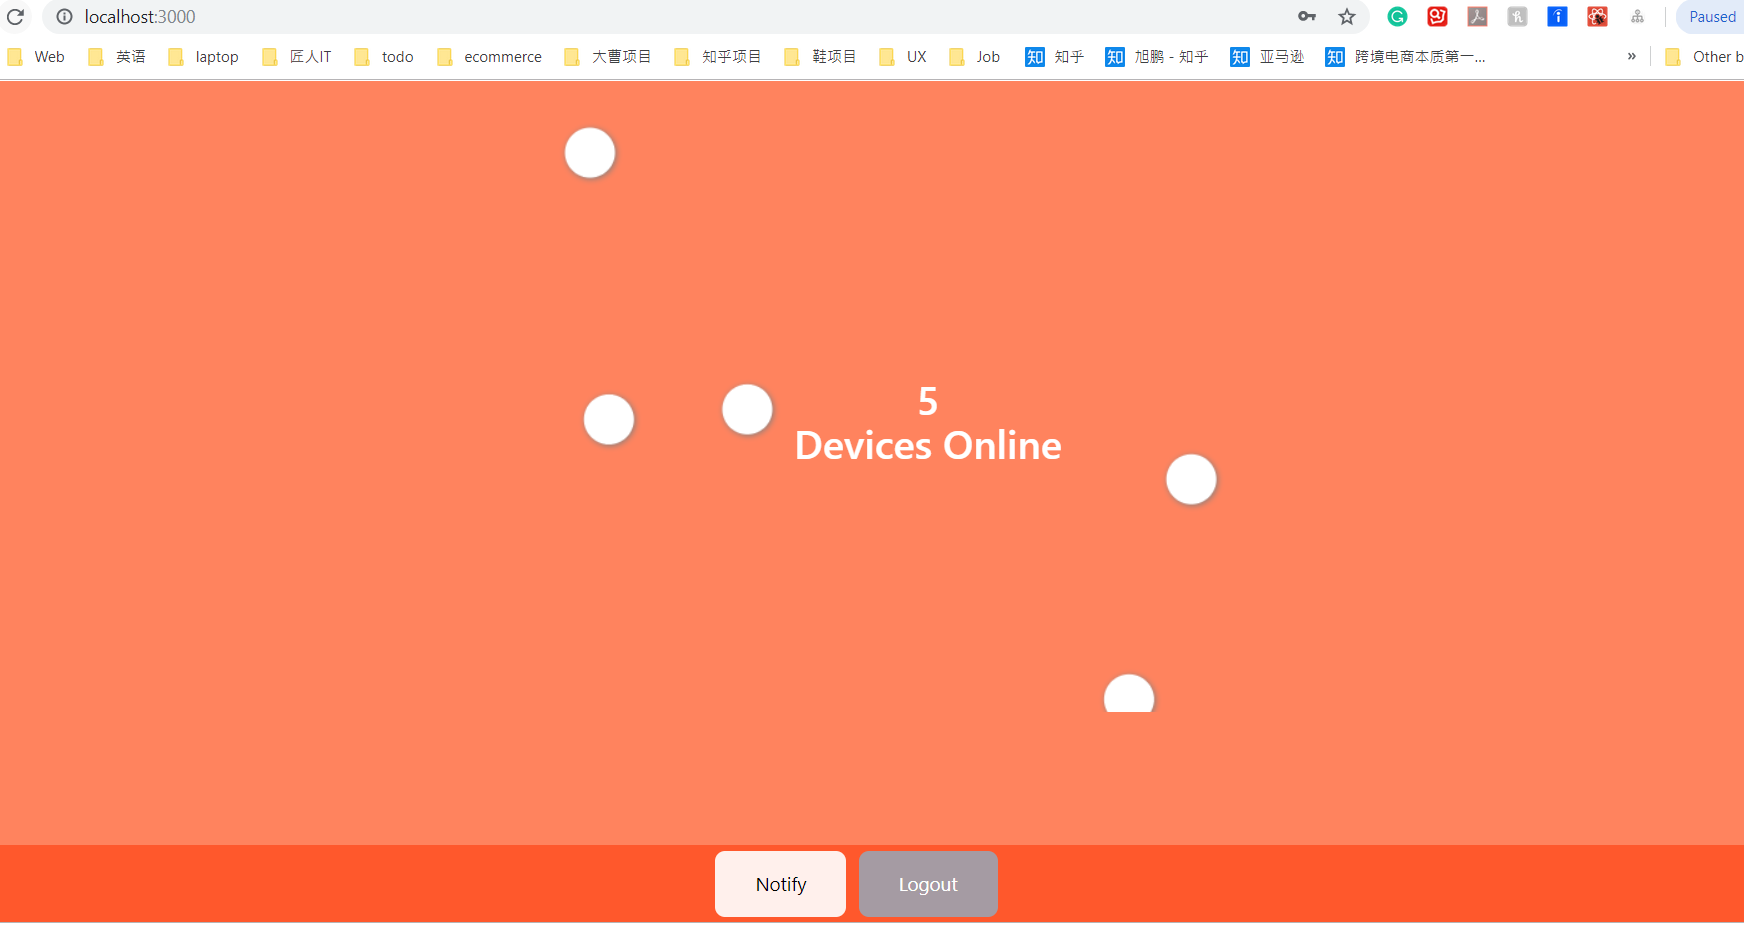 localhost:3000
Paused
Web 英语 laptop 匠人IT todo ecommerce 大曹项目 知乎项目 鞋项目 UX Job 知 知乎 知 旭鹏 - 知乎 知 亚马逊 知 跨境电商本质第一... » Other b
5
Devices Online
Notify Logout